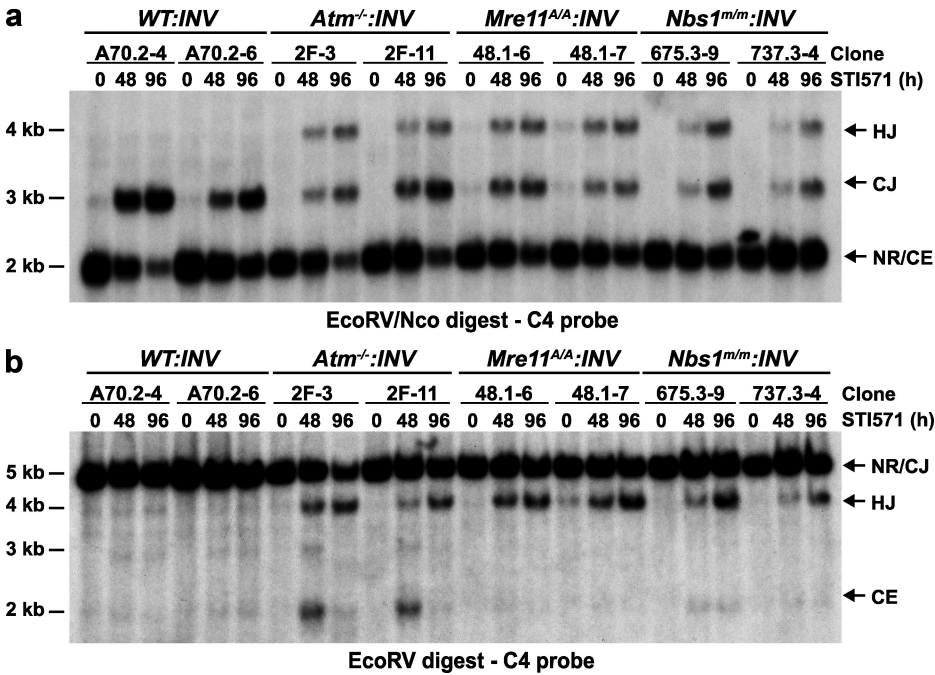 a
WT:INV Atm-/-:INV Mre11A/A:INV Nbs1m/m:INV
A70.2-4 A70.2-6 2F-3 2F-11 48.1-6 48.1-7 675.3-9 737.3-4 Clone
0 48 96 0 48 96 0 48 96 0 48 96 0 48 96 0 48 96 0 48 96 0 48 96 STI571 (h)
4 kb HJ
3 kb CJ
2 kb NR/CE
EcoRV/Nco digest - C4 probe
b
WT:INV Atm-/-:INV Mre11A/A:INV Nbs1m/m:INV
A70.2-4 A70.2-6 2F-3 2F-11 48.1-6 48.1-7 675.3-9 737.3-4 Clone
0 48 96 0 48 96 0 48 96 0 48 96 0 48 96 0 48 96 0 48 96 0 48 96 STI571 (h)
5 kb NR/CJ
4 kb HJ
3 kb
2 kb CE
EcoRV digest - C4 probe